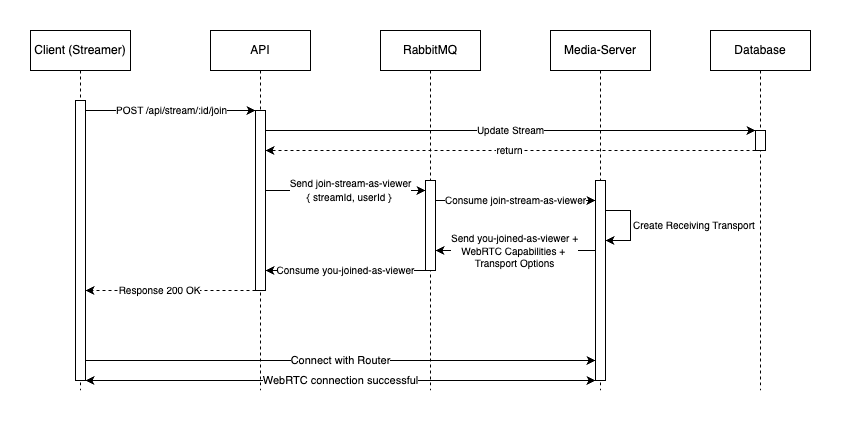 Client (Streamer)
API
RabbitMQ
Media-Server
Database
POST /api/stream/:id/join
Update Stream
return
Send join-stream-as-viewer
{ streamId, userId }
Consume join-stream-as-viewer
Create Receiving Transport
Send you-joined-as-viewer +
WebRTC Capabilities +
Transport Options
Consume you-joined-as-viewer
Response 200 OK
Connect with Router
WebRTC connection successful